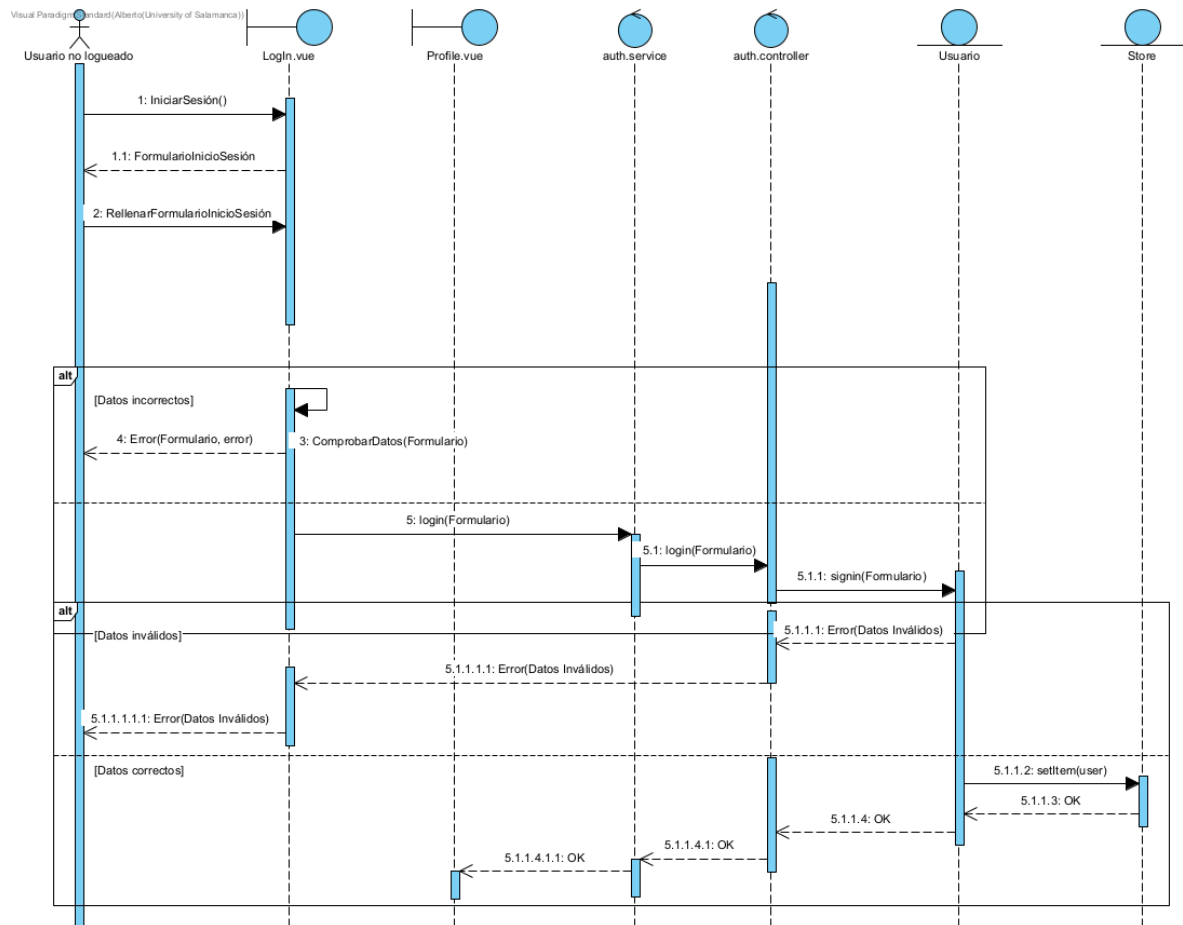 Visual Paradigm Standard(Alberto(University of Salamanca))
Usuario no logueado
LogIn.vue
Profile.vue
auth.service
auth.controller
Usuario
Store
1: IniciarSesión()
1.1: FormularioInicioSesión
2: RellenarFormularioInicioSesión
alt
[Datos incorrectos]
4: Error(Formulario, error)
3: ComprobarDatos(Formulario)
5: login(Formulario)
5.1: login(Formulario)
5.1.1: signin(Formulario)
alt
[Datos inválidos]
5.1.1.1: Error(Datos Inválidos)
5.1.1.1.1: Error(Datos Inválidos)
5.1.1.1.1.1: Error(Datos Inválidos)
[Datos correctos]
5.1.1.2: setItem(user)
5.1.1.3: OK
5.1.1.4: OK
5.1.1.4.1: OK
5.1.1.4.1.1: OK